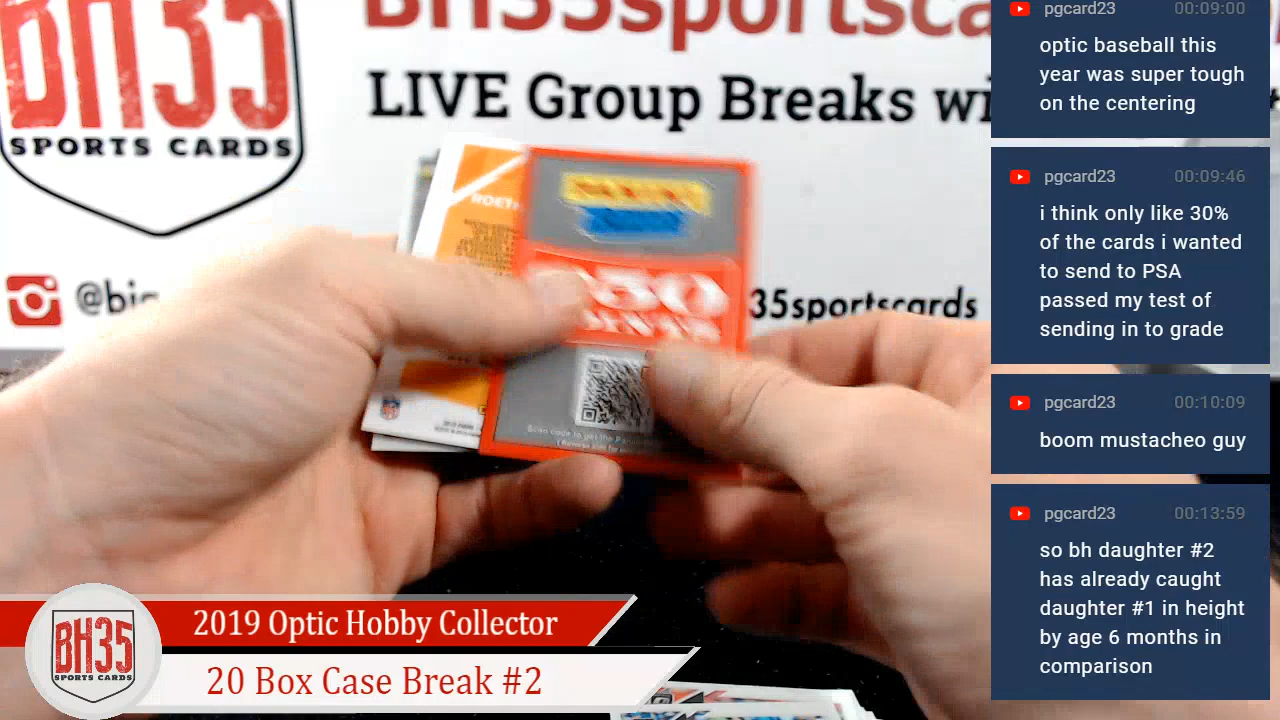 BH35
SPORTS CARDS
BH35sportsca
LIVE Group Breaks wi
@big
35sportscards
PANINI
ROET
2019 Optic Hobby Collector
20 Box Case Break #2
BH35
SPORTS CARDS
pgcard23 00:09:00
optic baseball this
year was super tough
on the centering
pgcard23 00:09:46
i think only like 30%
of the cards i wanted
to send to PSA
passed my test of
sending in to grade
pgcard23 00:10:09
boom mustacheo guy
pgcard23 00:13:59
so bh daughter #2
has already caught
daughter #1 in height
by age 6 months in
comparison